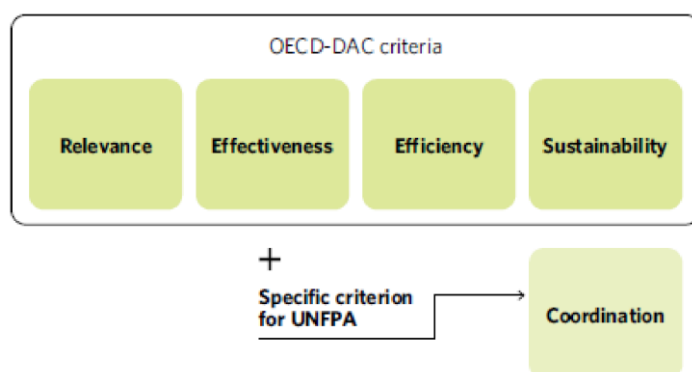 OECD-DAC criteria
Relevance Effectiveness Efficiency Sustainability
+
Specific criterion
for UNFPA
Coordination